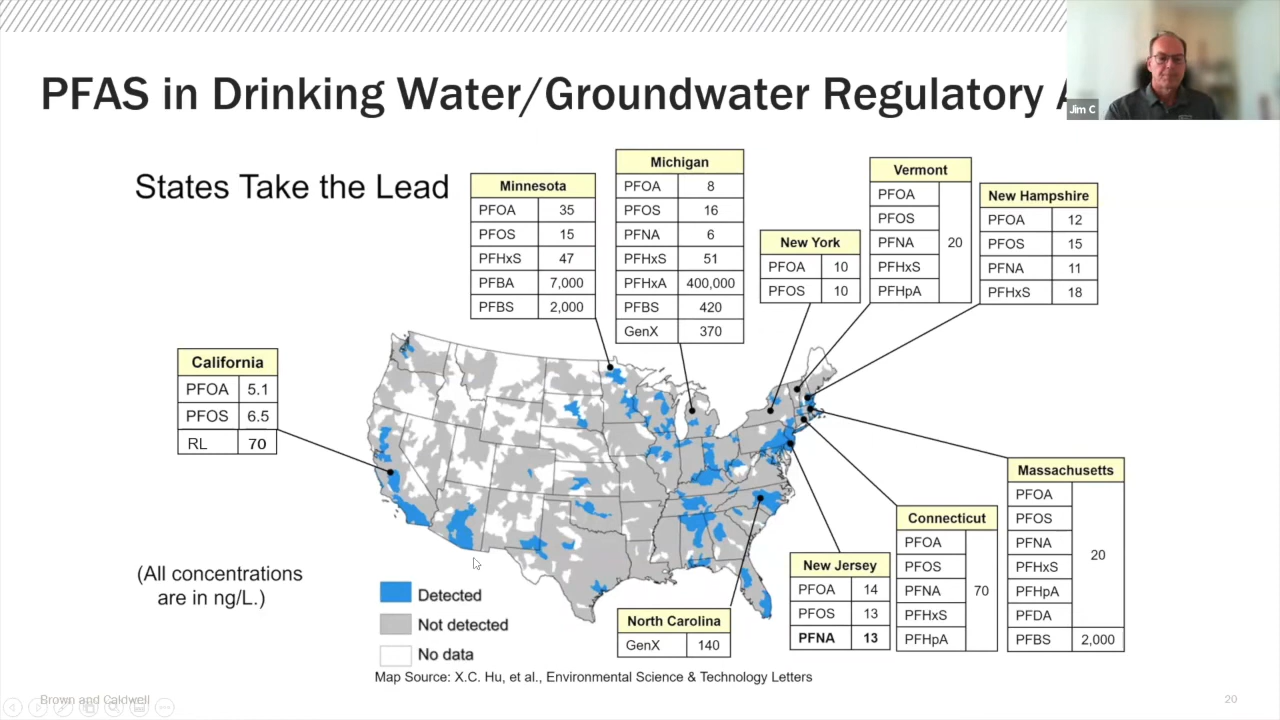 PFAS in Drinking Water/Groundwater Regulatory
Jim C
States Take the Lead
Minnesota
PFOA 35
PFOS 15
PFHxS 47
PFBA 7,000
PFBS 2,000
Michigan
PFOA 8
PFOS 16
PFNA 6
PFHxS 51
PFHxA 400,000
PFBS 420
GenX 370
New York
PFOA 10
PFOS 10
Vermont
PFOA
PFOS
PFNA 20
PFHxS
PFHpA
New Hampshire
PFOA 12
PFOS 15
PFNA 11
PFHxS 18
California
PFOA 5.1
PFOS 6.5
RL 70
Massachusetts
PFOA
PFOS
PFNA
20
PFHxS
PFHpA
PFDA
PFBS 2,000
Connecticut
PFOA
PFOS
PFNA 70
PFHxS
PFHpA
New Jersey
PFOA 14
PFOS 13
PFNA 13
North Carolina
GenX 140
(All concentrations
are in ng/L.)
Detected
Not detected
No data
Map Source: X.C. Hu, et al., Environmental Science & Technology Letters
Brown and Caldwell
20